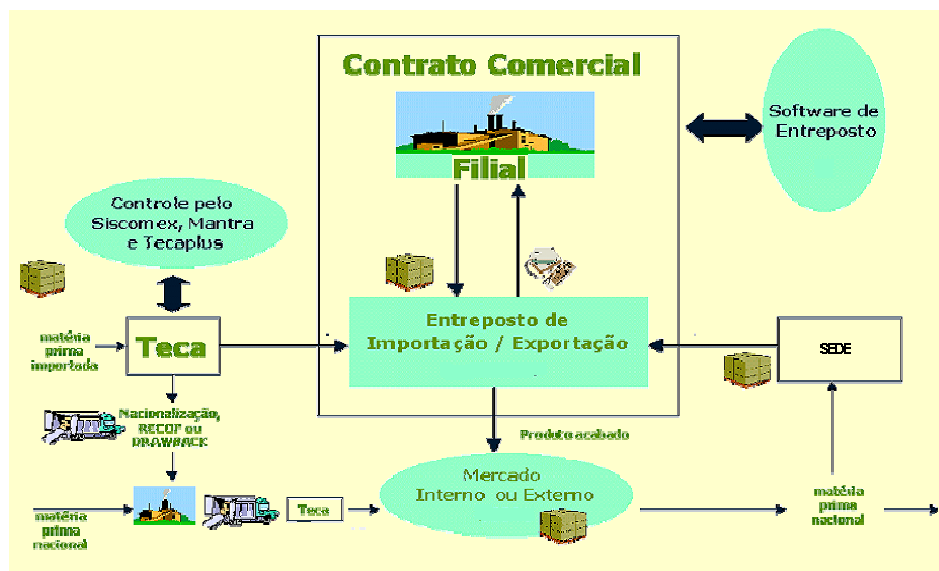 Contrato Comercial
Filial
Software de
Entreposto
Controle pelo
Siscomex, Mantra
e Tecaplus
Entreposto de
Importação / Exportação
matéria
prima
importada
Teca
SEDE
Nacionalização,
RECOF ou
DRAWBACK
Produto acabado
Mercado
Interno ou Externo
matéria
prima
nacional
Teca
matéria
prima
nacional